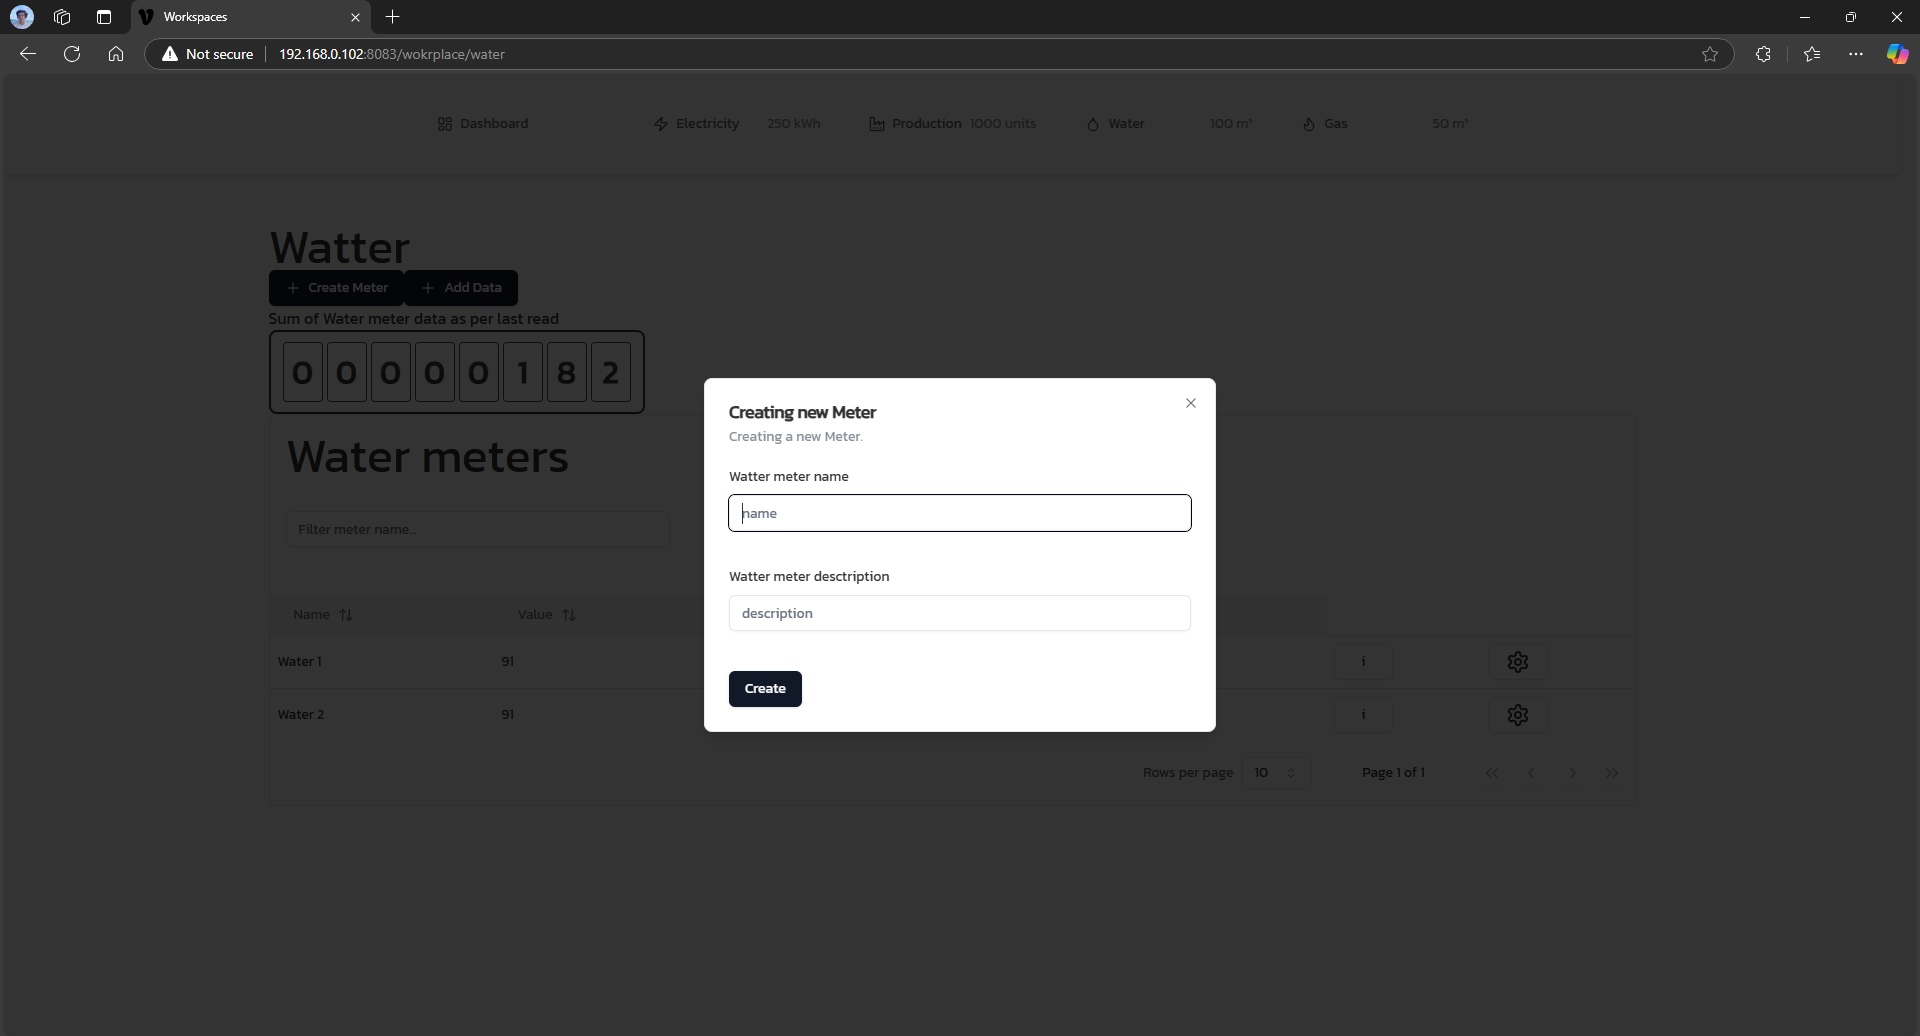 Workspaces
Not secure 192.168.0.102:8083/wokrplace/water
Dashboard Electricity 250 kWh Production 1000 units Water 100 m³ Gas 50 m³
Watter
Create Meter Add Data
Sum of Water meter data as per last read
0 0 0 0 0 1 8 2
Water meters
Filter meter name...
Name Value
Water 1 91 i
Water 2 91 i
Rows per page 10 Page 1 of 1
Creating new Meter
Creating a new Meter.
Watter meter name
name
Watter meter desctription
description
Create